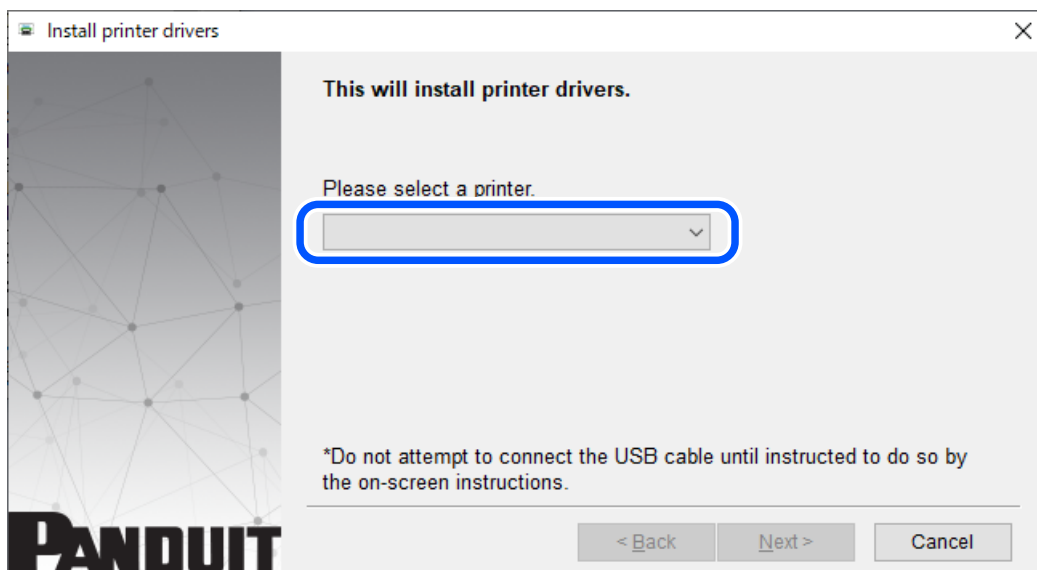 Install printer drivers
This will install printer drivers.
Please select a printer.
*Do not attempt to connect the USB cable until instructed to do so by
the on-screen instructions.
PANDUIT
< Back
Next >
Cancel